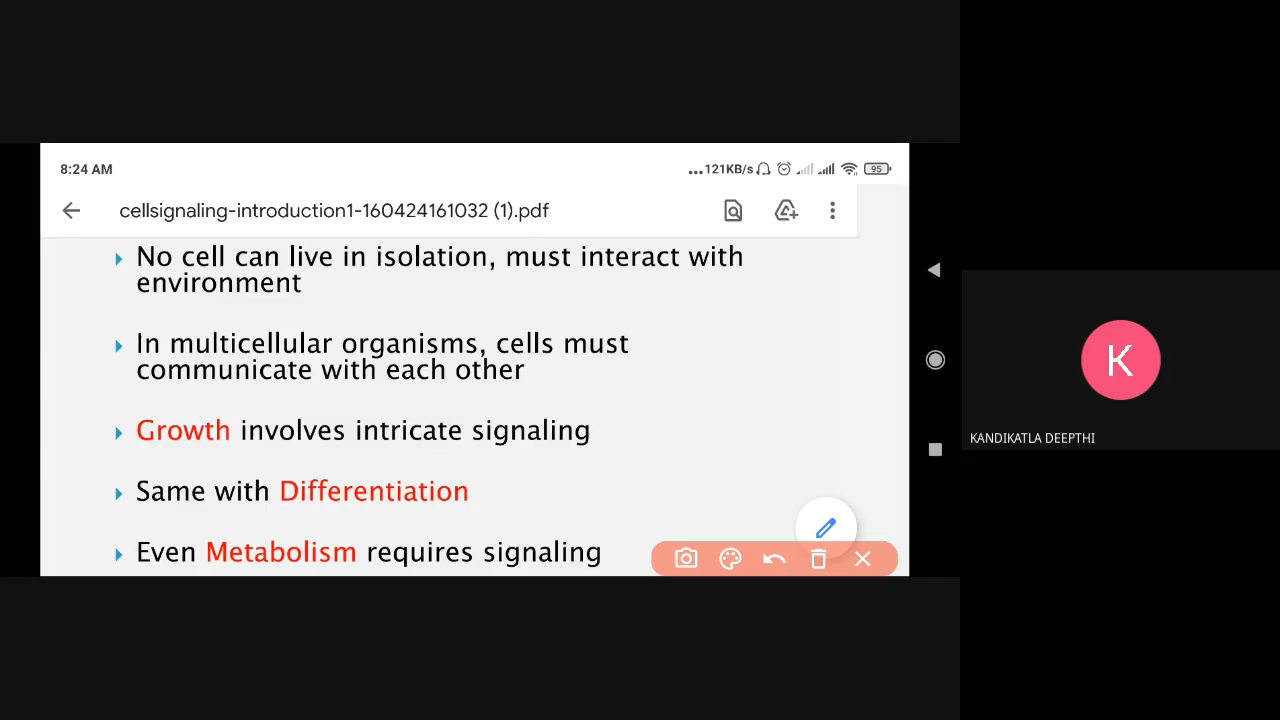 8:24 AM
...121KB/s
95
cellsignaling-introduction1-160424161032 (1).pdf
No cell can live in isolation, must interact with
environment
In multicellular organisms, cells must
communicate with each other
Growth involves intricate signaling
Same with Differentiation
Even Metabolism requires signaling
K
KANDIKATLA DEEPTHI